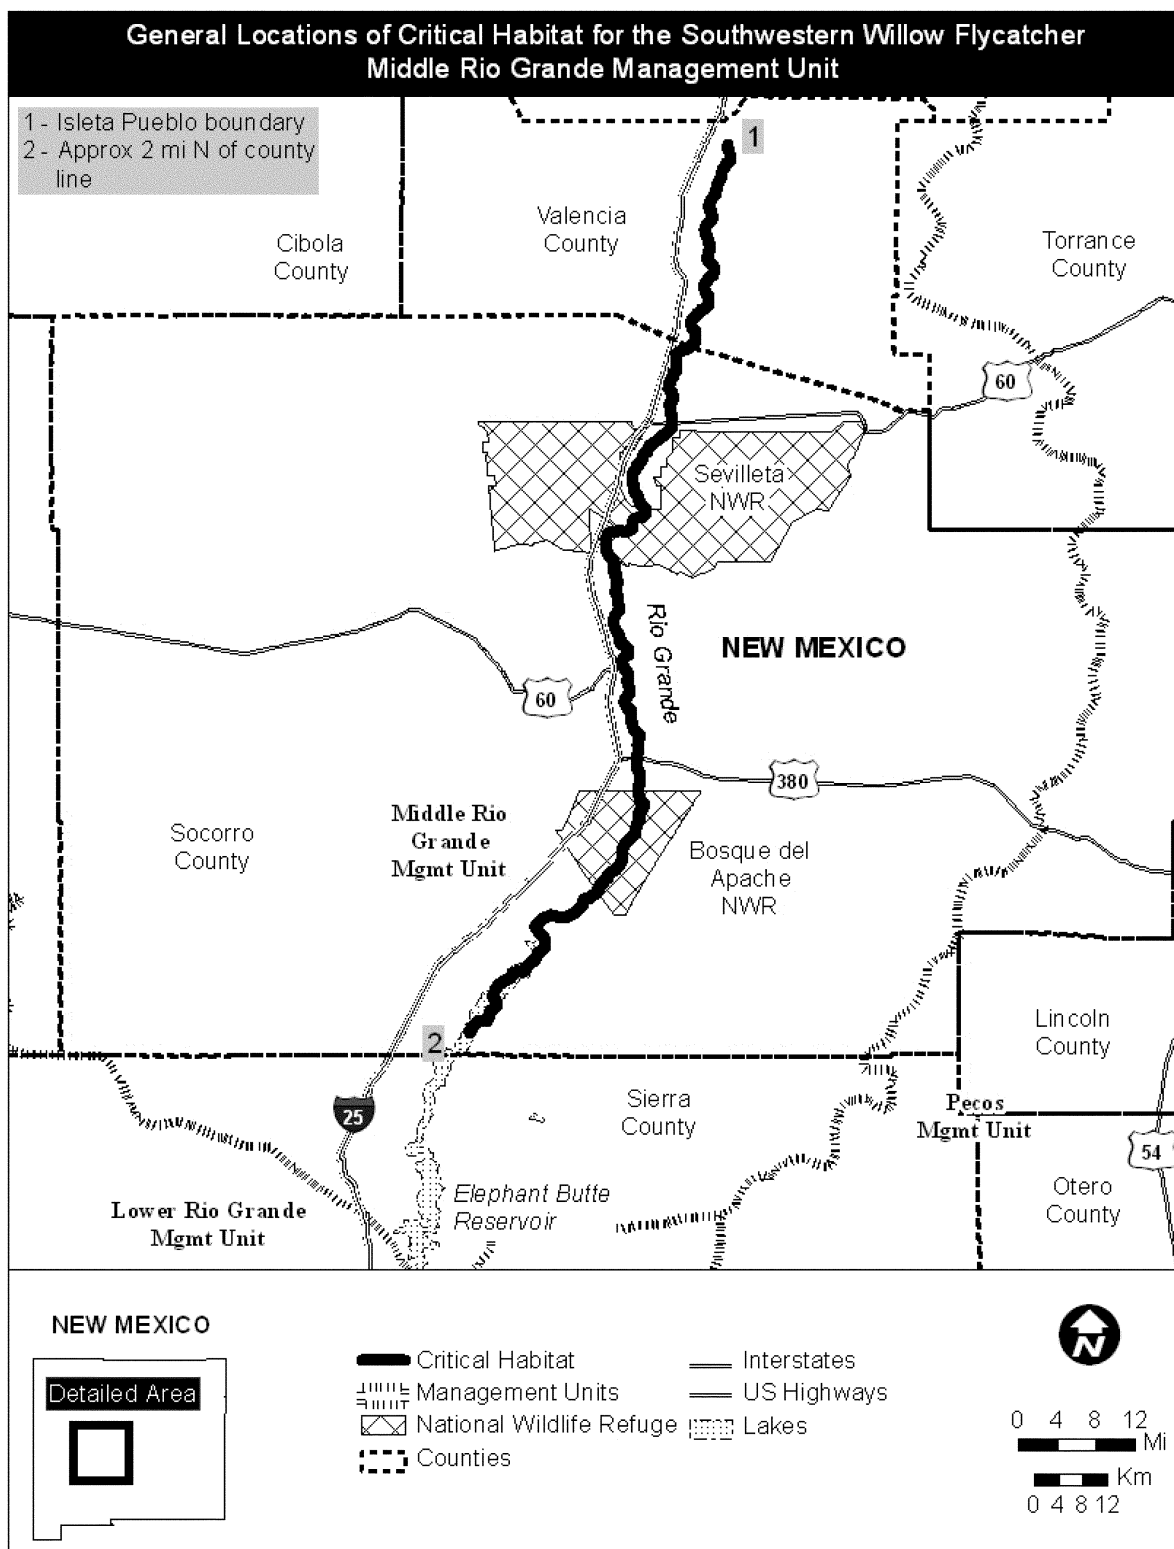 General Locations of Critical Habitat for the Southwestern Willow Flycatcher
Middle Rio Grande Management Unit
1 - Isleta Pueblo boundary
2 - Approx 2 mi N of county
line
1
Valencia
County
Cibola
County
Torrance
County
60
Sevilleta
NWR
Rio Grande
NEW MEXICO
60
380
Middle Rio
Grande
Mgmt Unit
Socorro
County
Bosque del
Apache
NWR
2
Lincoln
County
25
Sierra
County
Pecos
Mgmt Unit
54
Elephant Butte
Reservoir
Otero
County
Lower Rio Grande
Mgmt Unit
NEW MEXICO
Detailed Area
Critical Habitat
Management Units
National Wildlife Refuge
Counties
Interstates
US Highways
Lakes
N
0 4 8 12
Mi
Km
0 4 8 12